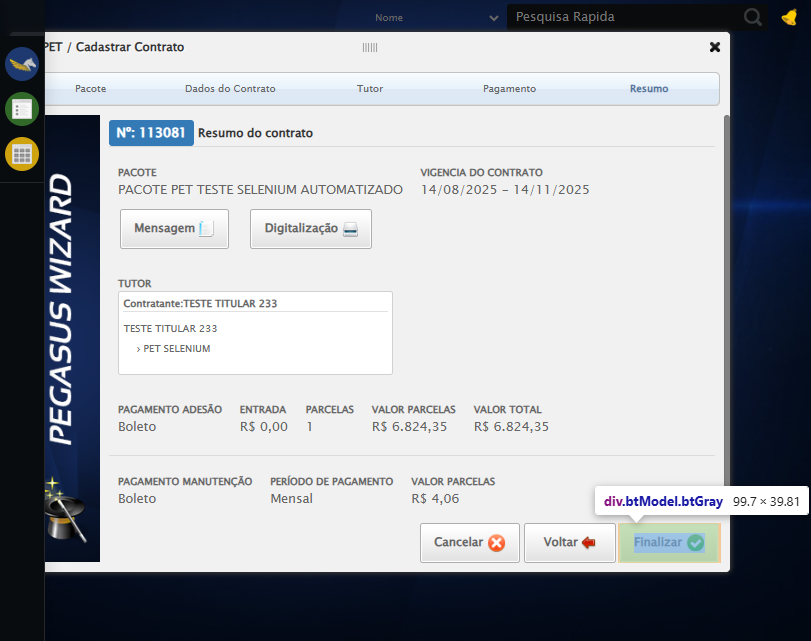 Nome
Pesquisa Rapida
PET / Cadastrar Contrato
Pacote
Dados do Contrato
Tutor
Pagamento
Resumo
Nº: 113081 Resumo do contrato
PACOTE
PACOTE PET TESTE SELENIUM AUTOMATIZADO
VIGENCIA DO CONTRATO
14/08/2025 - 14/11/2025
Mensagem
Digitalização
TUTOR
Contratante:TESTE TITULAR 233
TESTE TITULAR 233
› PET SELENIUM
PAGAMENTO ADESÃO ENTRADA PARCELAS VALOR PARCELAS VALOR TOTAL
Boleto R$ 0,00 1 R$ 6.824,35 R$ 6.824,35
PAGAMENTO MANUTENÇÃO PERÍODO DE PAGAMENTO VALOR PARCELAS
Boleto Mensal R$ 4,06
div.btModel.btGray 99.7 × 39.81
Cancelar
Voltar
Finalizar
PEGASUS WIZARD